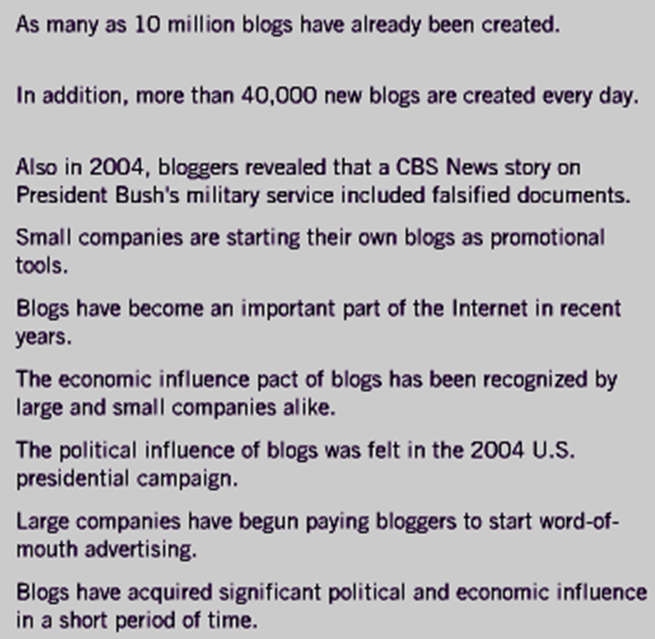 As many as 10 million blogs have already been created.
In addition, more than 40,000 new blogs are created every day.
Also in 2004, bloggers revealed that a CBS News story on
President Bush's military service included falsified documents.
Small companies are starting their own blogs as promotional
tools.
Blogs have become an important part of the Internet in recent
years.
The economic influence pact of blogs has been recognized by
large and small companies alike.
The political influence of blogs was felt in the 2004 U.S.
presidential campaign.
Large companies have begun paying bloggers to start word-of-
mouth advertising.
Blogs have acquired significant political and economic influence
in a short period of time.